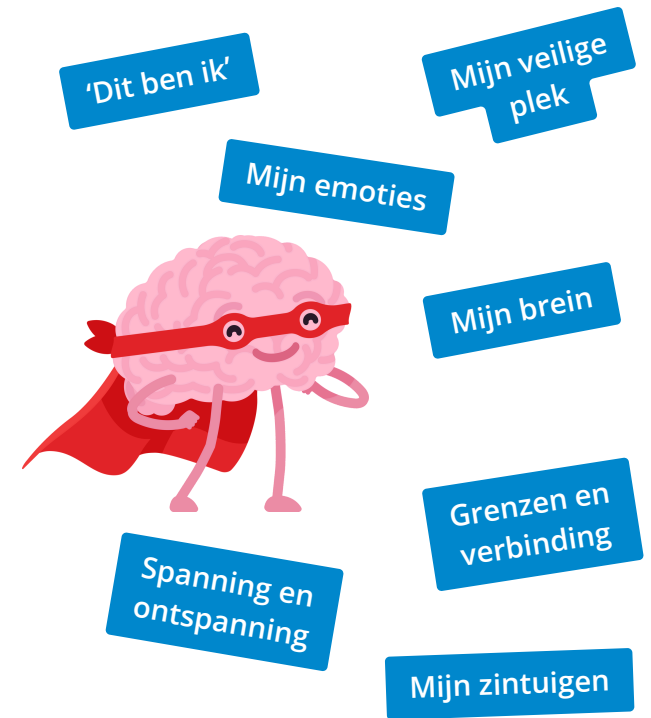 ‘Dit ben ik’
Mijn veilige
plek
Mijn emoties
Mijn brein
Grenzen en
verbinding
Spanning en
ontspanning
Mijn zintuigen